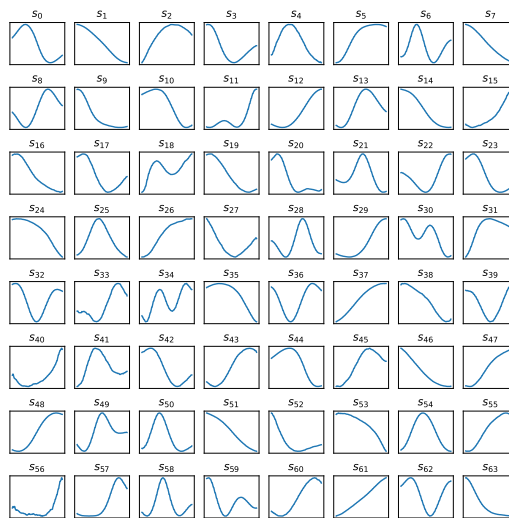 s0 s1 s2 s3 s4 s5 s6 s7
s8 s9 s10 s11 s12 s13 s14 s15
s16 s17 s18 s19 s20 s21 s22 s23
s24 s25 s26 s27 s28 s29 s30 s31
s32 s33 s34 s35 s36 s37 s38 s39
s40 s41 s42 s43 s44 s45 s46 s47
s48 s49 s50 s51 s52 s53 s54 s55
s56 s57 s58 s59 s60 s61 s62 s63